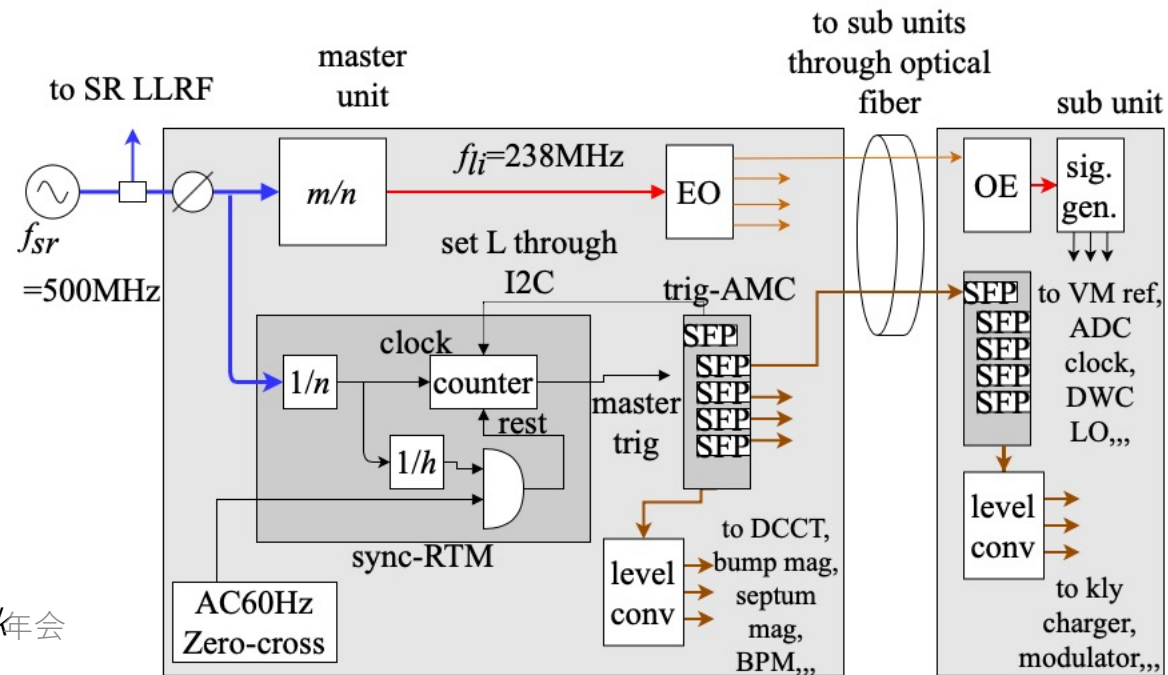 to sub units
through optical
fiber
master
unit
to SR LLRF
sub unit
f_sr
=500MHz
m/n
f_li=238MHz
EO
OE
sig.
gen.
set L through
I2C
trig-AMC
SFP
SFP
SFP
SFP
SFP
SFP
SFP
SFP
SFP
SFP
to VM ref,
ADC
clock,
DWC
LO,,,
clock
1/n
counter
rest
master
trig
1/h
sync-RTM
AC60Hz
Zero-cross
level
conv
to DCCT,
bump mag,
septum
mag,
BPM,,,
level
conv
to kly
charger,
modulator,,,
年会